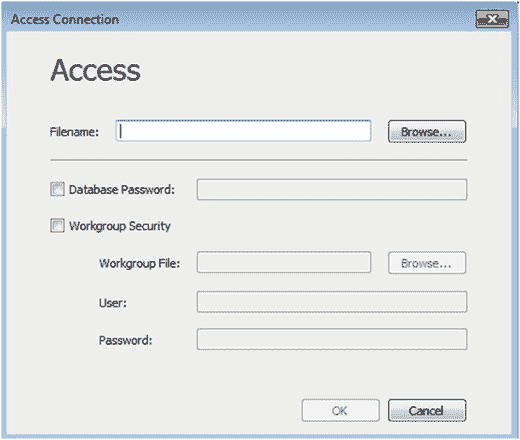 Access Connection
Access
Filename:
Browse...
Database Password:
Workgroup Security
Workgroup File:
Browse...
User:
Password:
OK
Cancel